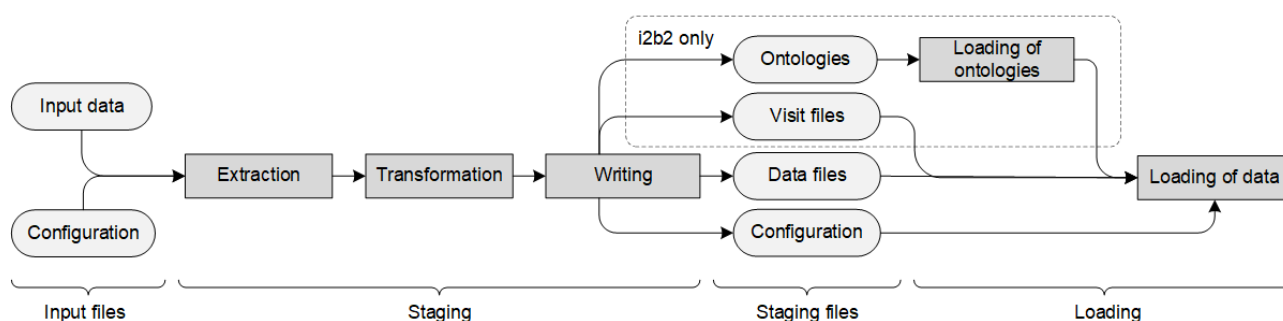 i2b2 only
Ontologies
Loading of
ontologies
Input data
Visit files
Extraction
Transformation
Writing
Data files
Loading of data
Configuration
Configuration
Input files
Staging
Staging files
Loading